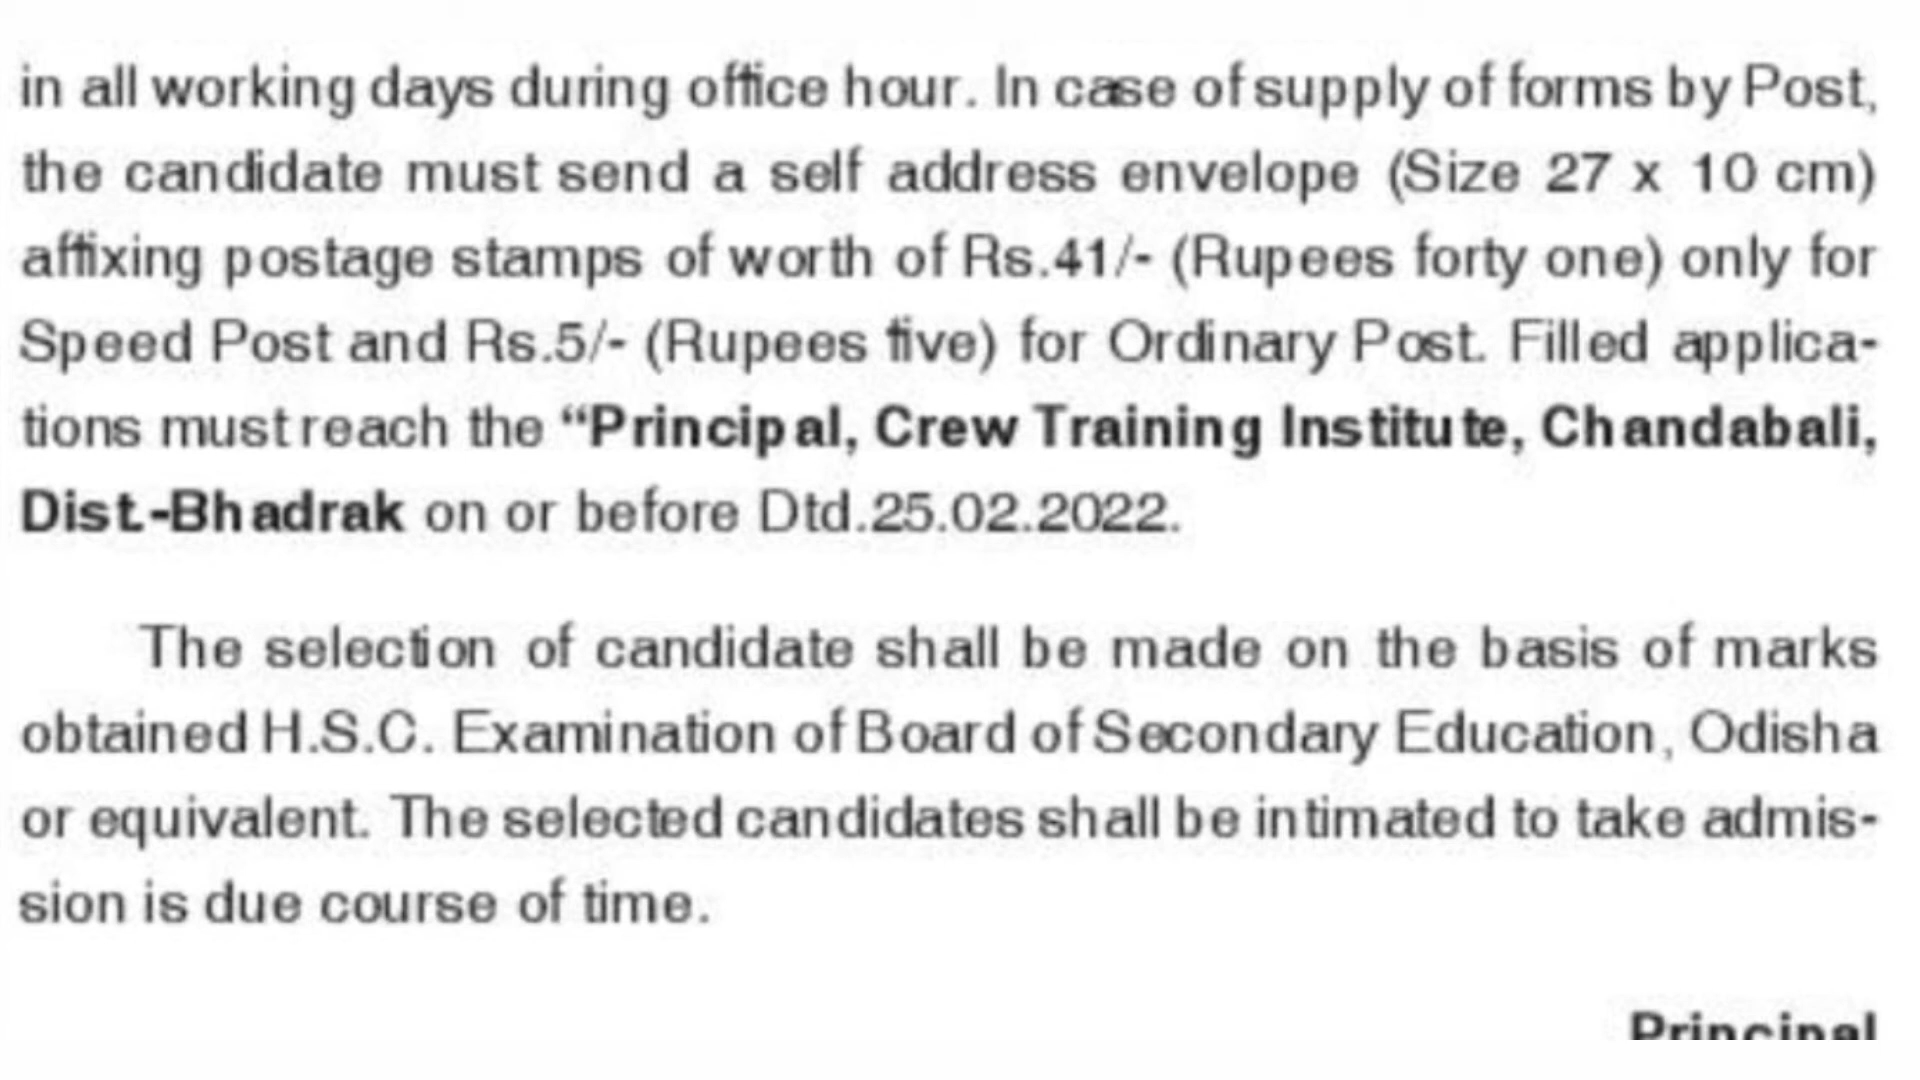 in all working days during office hour. In case of supply of forms by Post,
the candidate must send a self address envelope (Size 27 x 10 cm)
affixing postage stamps of worth of Rs.41/- (Rupees forty one) only for
Speed Post and Rs.5/- (Rupees five) for Ordinary Post. Filled applica-
tions must reach the “Principal, Crew Training Institute, Chandabali,
Dist.-Bhadrak on or before Dtd.25.02.2022.
The selection of candidate shall be made on the basis of marks
obtained H.S.C. Examination of Board of Secondary Education, Odisha
or equivalent. The selected candidates shall be intimated to take admis-
sion is due course of time.
Principal